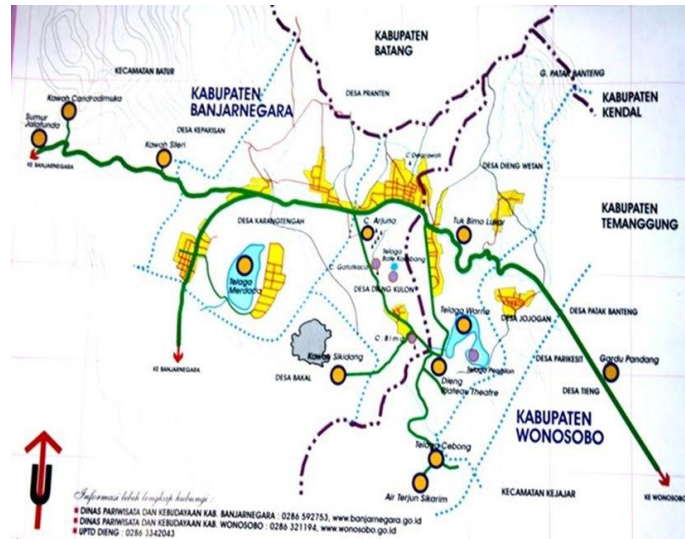 KABUPATEN
BATANG
KECAMATAN BATUR
G. PATAK BANTENG
KABUPATEN
BANJARNEGARA
DESA PRANTEN
KABUPATEN
KENDAL
Kawah Candradimuka
Sumur
Jalatunda
DESA KEPAKISAN
Kawah Sileri
KE BANJARNEGARA
C. Dwarawati
DESA DIENG WETAN
KABUPATEN
TEMANGGUNG
DESA KARANGTENGAH
C. Arjuna
Tuk Bimo Lukar
Telaga
Bale Kambang
C. Gatotkaca
DESA DIENG KULON
Telaga
Merdada
Telaga Warna
DESA JOJOGAN
DESA PATAK BANTENG
C. Bima
Kawah Sikidang
Telaga Pengilon
DESA PARIKESIT
Gardu Pandang
KE BANJARNEGARA
DESA BAKAL
Dieng
Plateau Theatre
DESA TIENG
KABUPATEN
WONOSOBO
Telaga Cebong
Air Terjun Sikarim
KECAMATAN KEJAJAR
KE WONOSOBO
U
Informasi lebih lengkap hubungi :
DINAS PARIWISATA DAN KEBUDAYAAN KAB. BANJARNEGARA : 0286 592753, www.banjarnegara.go.id
DINAS PARIWISATA DAN KEBUDAYAAN KAB. WONOSOBO : 0286 321194, www.wonosobo.go.id
UPTD DIENG : 0286 3342043